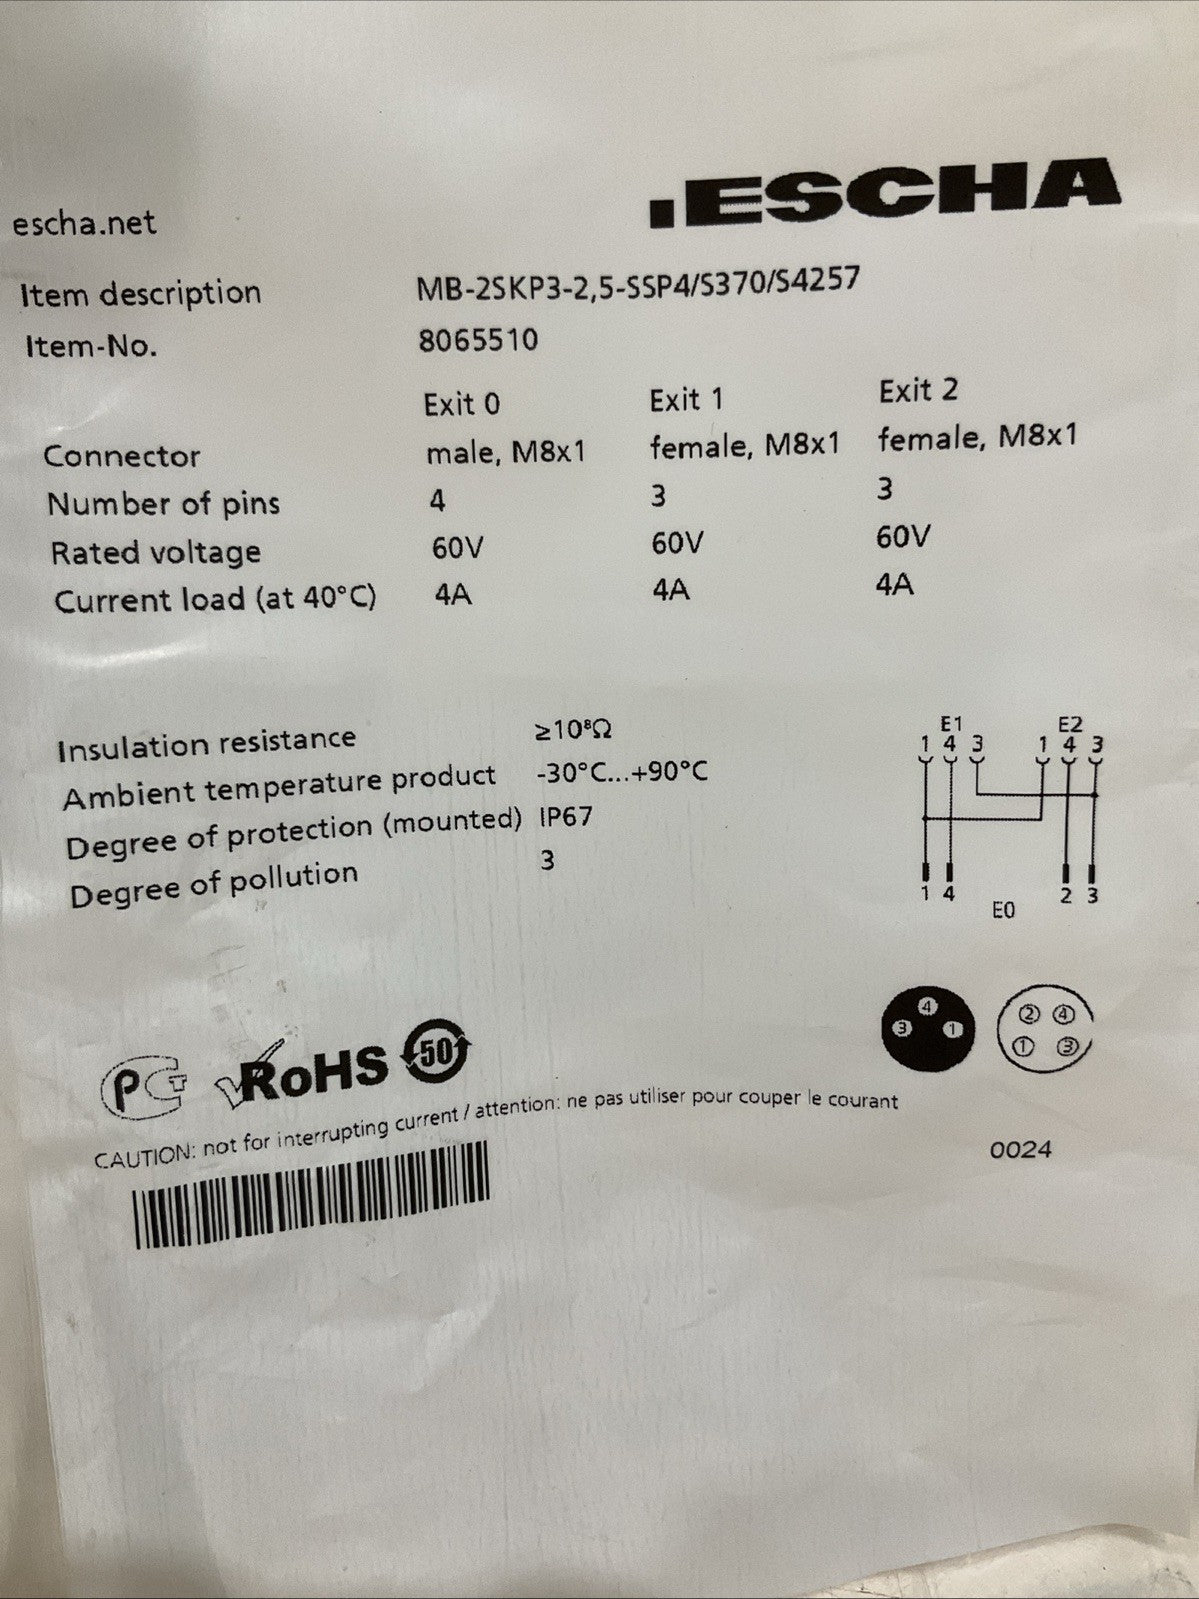 .ESCHA
escha.net
Item description MB-2SKP3-2,5-SSP4/S370/S4257
Item-No. 8065510
Exit 0 Exit 1 Exit 2
Connector male, M8x1 female, M8x1 female, M8x1
Number of pins 4 3 3
Rated voltage 60V 60V 60V
Current load (at 40°C) 4A 4A 4A
Insulation resistance ≥10⁸Ω
Ambient temperature product -30°C...+90°C
Degree of protection (mounted) IP67
Degree of pollution 3
E1 E2
1 4 3 1 4 3
1 4 2 3
E0
4
3 1
2 4
1 3
PCT RoHS 50
CAUTION: not for interrupting current / attention: ne pas utiliser pour couper le courant
0024